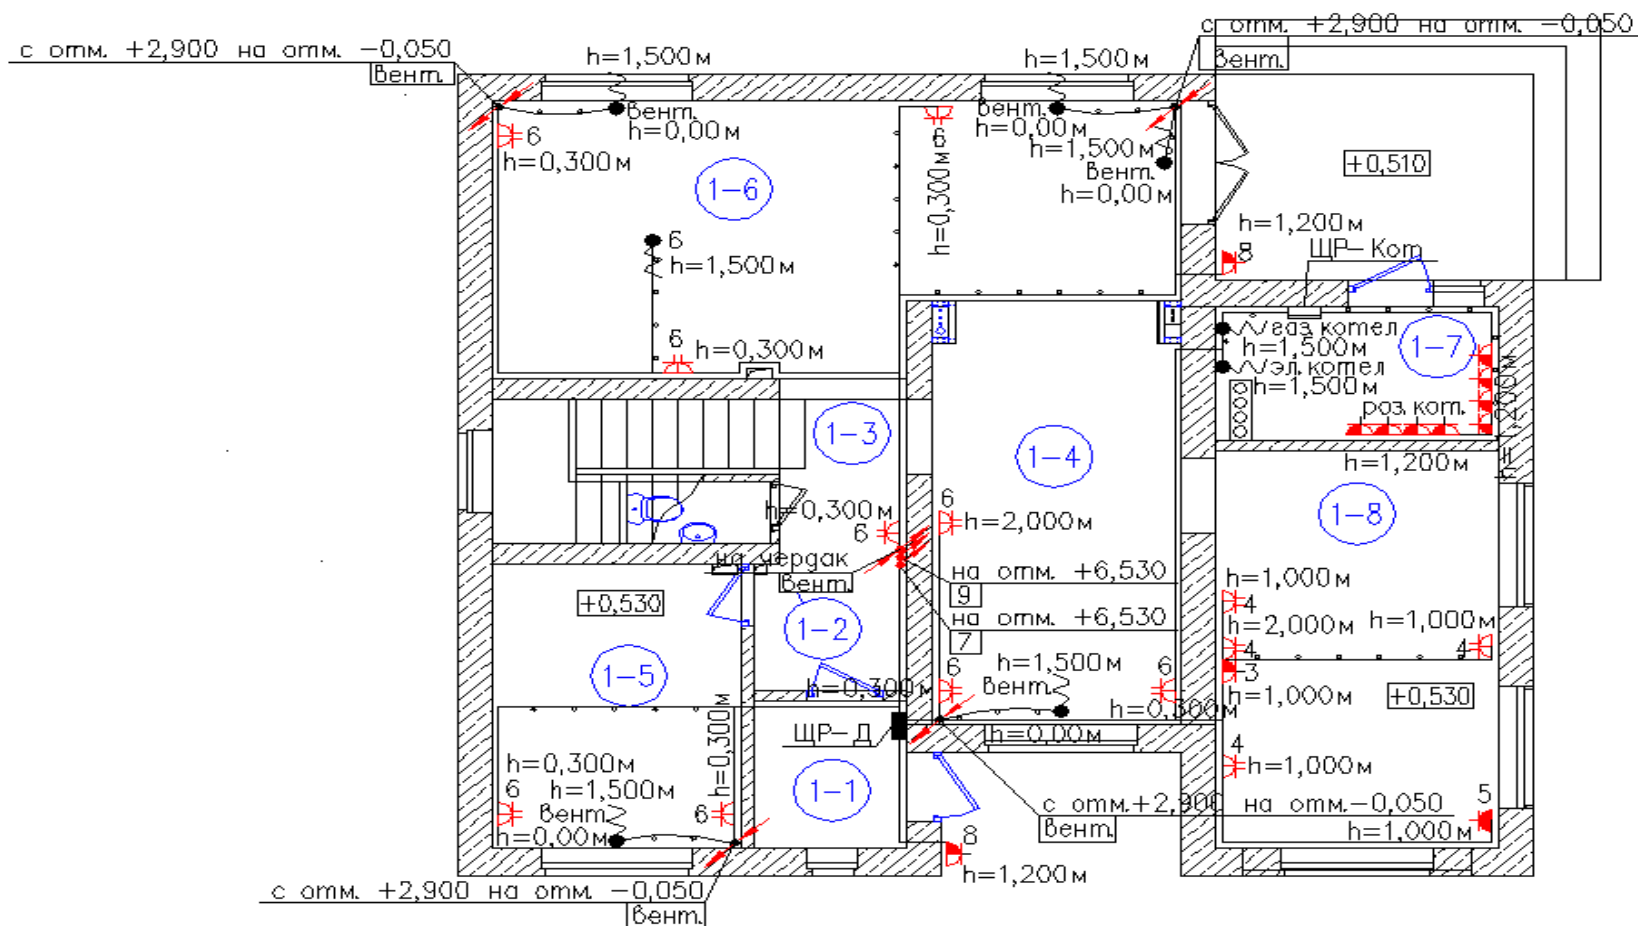 с отм. +2,900 на отм. −0,050
с отм. +2,900 на отм. −0,050
вент.
h=1,500м
h=1,500м
вент.
вент.
h=0,00м
6
h=0,300м
1−6
6
h=0,300м
вент.
h=0,00м
h=1,500м
вент.
h=0,00м
+0,510
h=1,200м
8
ЩР−Кот
6
h=1,500м
6
h=0,300м
газ. котел
h=1,500м
эл. котел
h=1,500м
1−7
роз. кот.
h=1,200м
h=1,200м
1−3
1−4
1−8
h=0,300м
6
6
h=2,000м
на чердак
вент.
на отм. +6,530
9
на отм. +6,530
7
+0,530
1−2
1−5
h=1,000м
4
h=2,000м
4
h=1,000м
4
3
h=1,000м
+0,530
h=1,500м
вент.
6
6
h=0,300м
h=0,300м
h=0,00м
h=0,300м
ЩР−Д
1−1
h=0,300м
6
h=1,500м
вент.
h=0,00м
6
4
h=1,000м
5
h=1,000м
с отм.+2,900 на отм.−0,050
вент.
8
h=1,200м
с отм. +2,900 на отм. −0,050
вент.